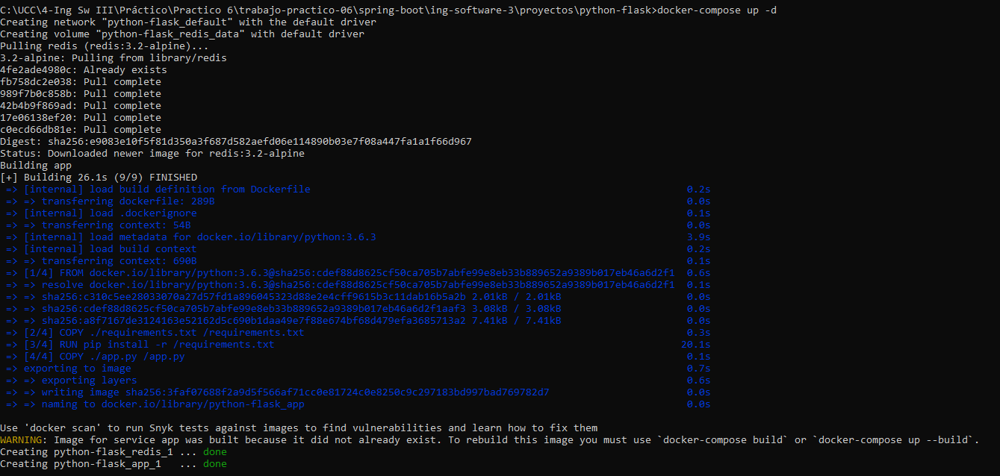 C:\UCC\4-Ing Sw III\Práctico\Practico 6\trabajo-practico-06\spring-boot\ing-software-3\proyectos\python-flask>docker-compose up -d
Creating network "python-flask_default" with the default driver
Creating volume "python-flask_redis_data" with default driver
Pulling redis (redis:3.2-alpine)...
3.2-alpine: Pulling from library/redis
4fe2ade4980c: Already exists
fb758dc2e038: Pull complete
989f7b0c858b: Pull complete
42b4b9f869ad: Pull complete
17e06138ef20: Pull complete
c0ecd66db81e: Pull complete
Digest: sha256:e9083e10f5f81d350a3f687d582aefd06e114890b03e7f08a447fa1a1f66d967
Status: Downloaded newer image for redis:3.2-alpine
Building app
[+] Building 26.1s (9/9) FINISHED
=> [internal] load build definition from Dockerfile 0.2s
=> => transferring dockerfile: 289B 0.0s
=> [internal] load .dockerignore 0.1s
=> => transferring context: 54B 0.0s
=> [internal] load metadata for docker.io/library/python:3.6.3 3.9s
=> [internal] load build context 0.2s
=> => transferring context: 690B 0.1s
=> [1/4] FROM docker.io/library/python:3.6.3@sha256:cdef88d8625cf50ca705b7abfe99e8eb33b889652a9389b017eb46a6d2f1 0.6s
=> => resolve docker.io/library/python:3.6.3@sha256:cdef88d8625cf50ca705b7abfe99e8eb33b889652a9389b017eb46a6d2f1 0.1s
=> => sha256:c310c5ee28033070a27d57fd1a896045323d88e2e4cff9615b3c11dab16b5a2b 2.01kB / 2.01kB 0.0s
=> => sha256:cdef88d8625cf50ca705b7abfe99e8eb33b889652a9389b017eb46a6d2f1aaf3 3.08kB / 3.08kB 0.0s
=> => sha256:a8f7167de3124163e52162d5c690b1daa49e7f88e674bf68d479efa3685713a2 7.41kB / 7.41kB 0.0s
=> [2/4] COPY ./requirements.txt /requirements.txt 0.3s
=> [3/4] RUN pip install -r /requirements.txt 20.1s
=> [4/4] COPY ./app.py /app.py 0.1s
=> exporting to image 0.7s
=> => exporting layers 0.6s
=> => writing image sha256:3faf07688f2a9d5f566af71cc0e81724c0e8250c9c297183bd997bad769782d7 0.0s
=> => naming to docker.io/library/python-flask_app 0.0s
Use 'docker scan' to run Snyk tests against images to find vulnerabilities and learn how to fix them
WARNING: Image for service app was built because it did not already exist. To rebuild this image you must use `docker-compose build` or `docker-compose up --build`.
Creating python-flask_redis_1 ... done
Creating python-flask_app_1   ... done